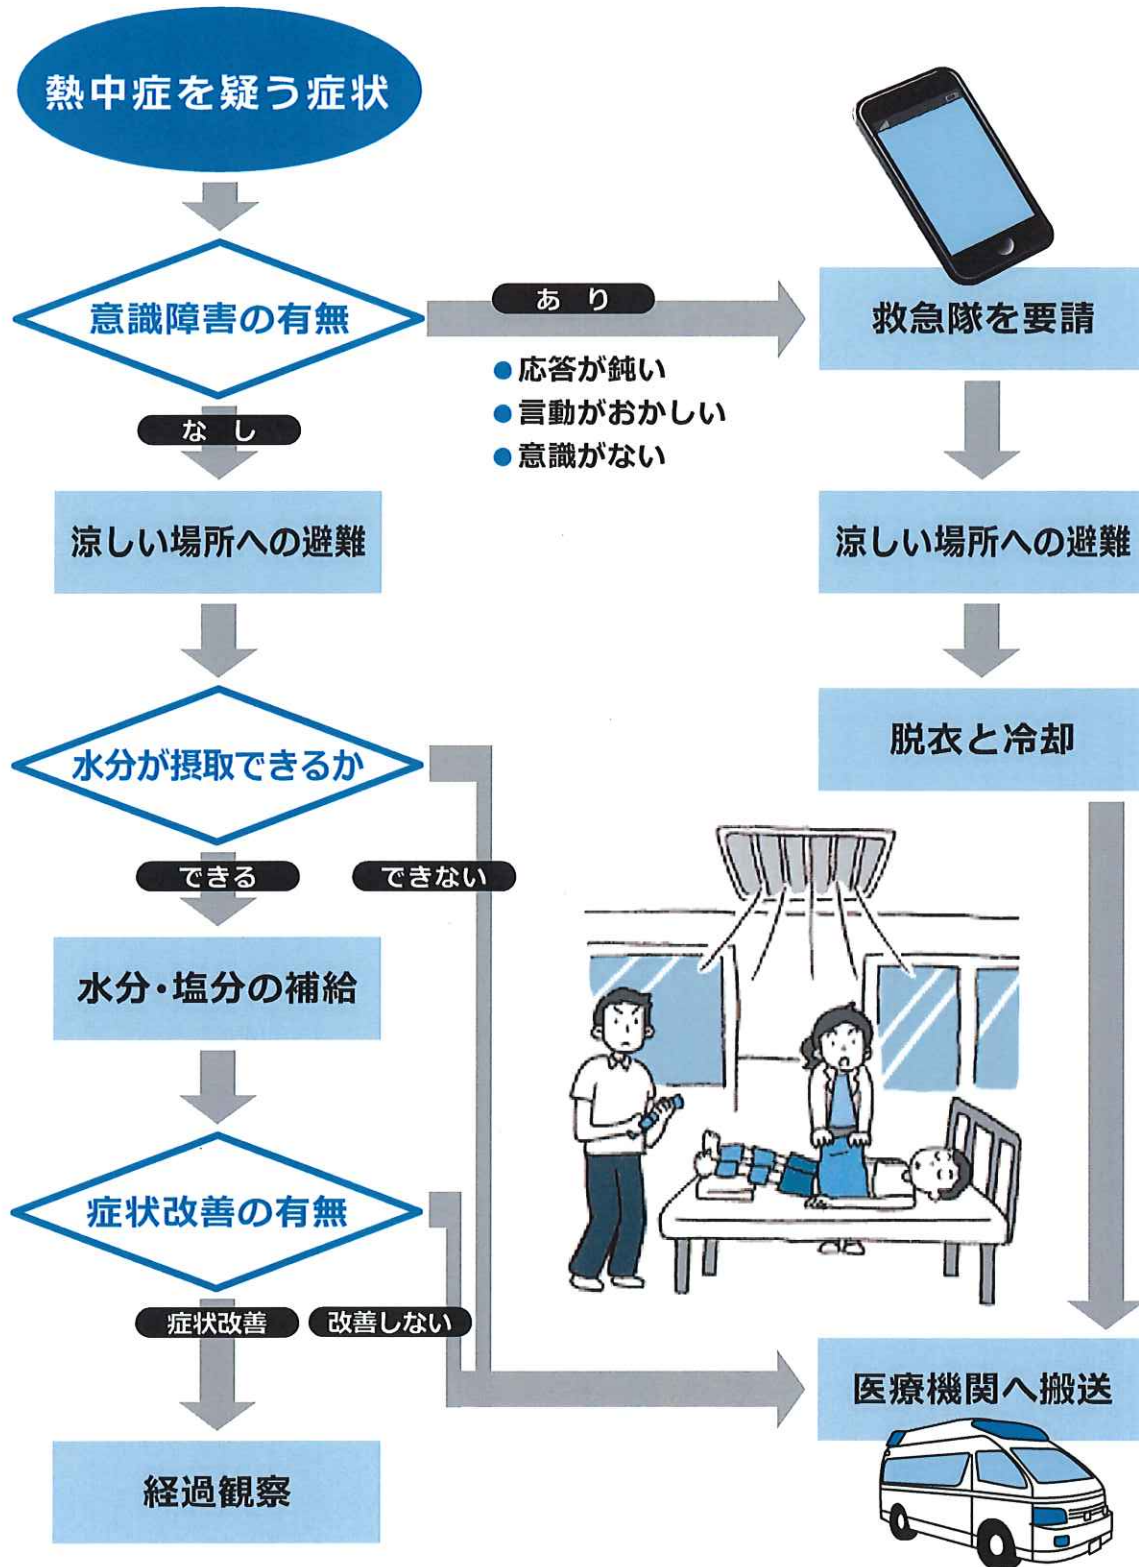 熱中症を疑う症状
意識障害の有無
あり
救急隊を要請
●応答が鈍い
●言動がおかしい
●意識がない
なし
涼しい場所への避難
涼しい場所への避難
水分が摂取できるか
脱衣と冷却
できる
できない
水分・塩分の補給
症状改善の有無
症状改善
改善しない
医療機関へ搬送
経過観察